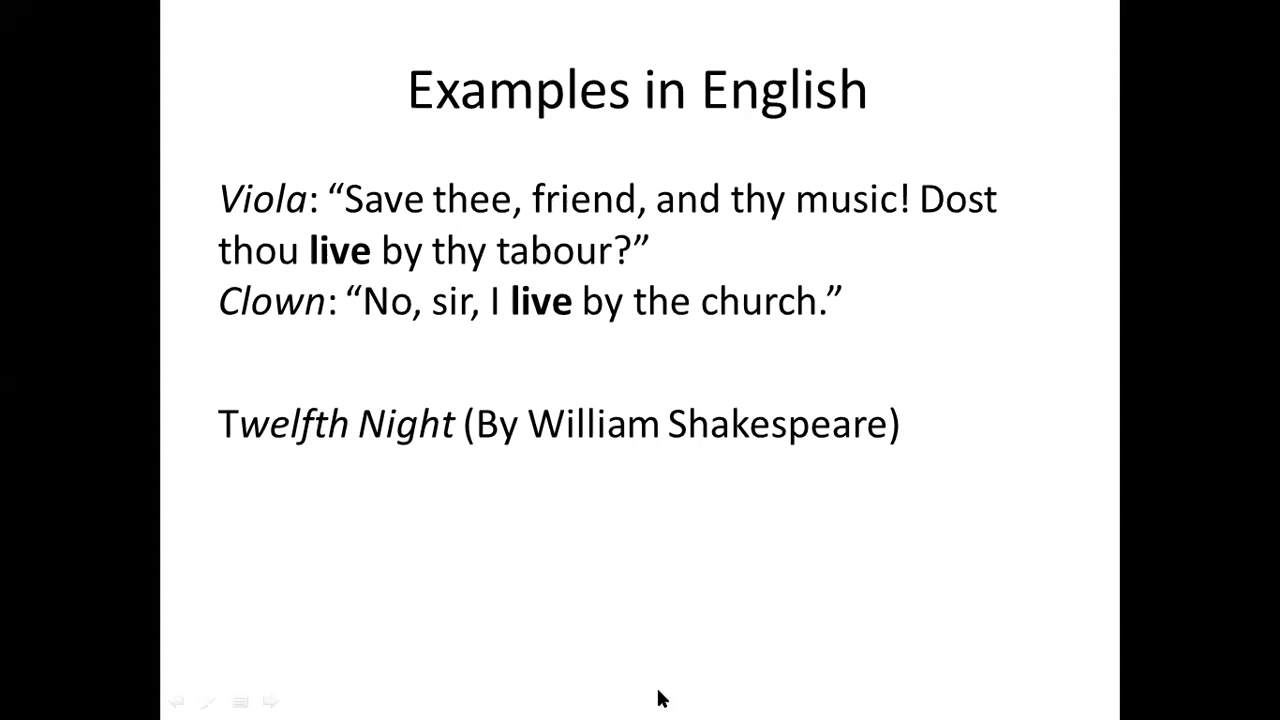 Examples in English
Viola: “Save thee, friend, and thy music! Dost
thou live by thy tabour?”
Clown: “No, sir, I live by the church.”
Twelfth Night (By William Shakespeare)